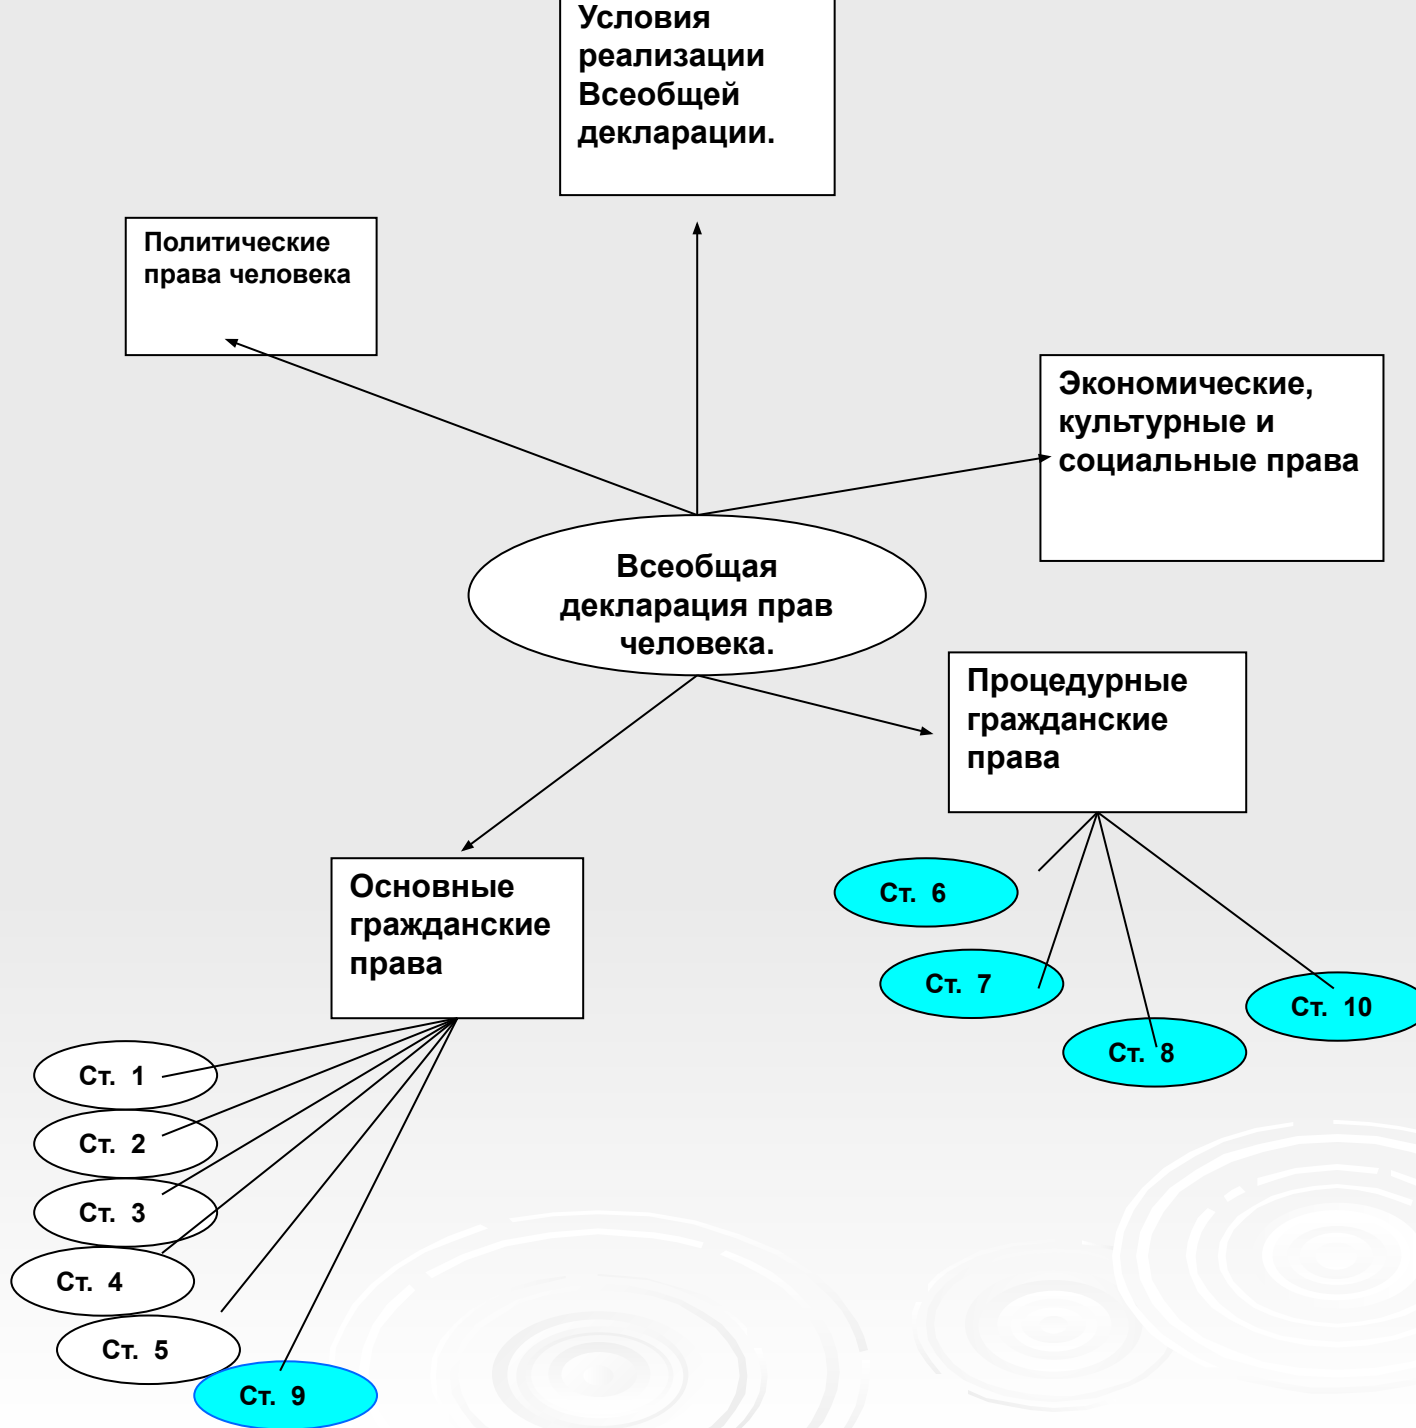 Условия
реализации
Всеобщей
декларации.
Политические
права человека
Экономические,
культурные и
социальные права
Всеобщая
декларация прав
человека.
Процедурные
гражданские
права
Основные
гражданские
права
Ст. 6
Ст. 7
Ст. 8
Ст. 10
Ст. 1
Ст. 2
Ст. 3
Ст. 4
Ст. 5
Ст. 9